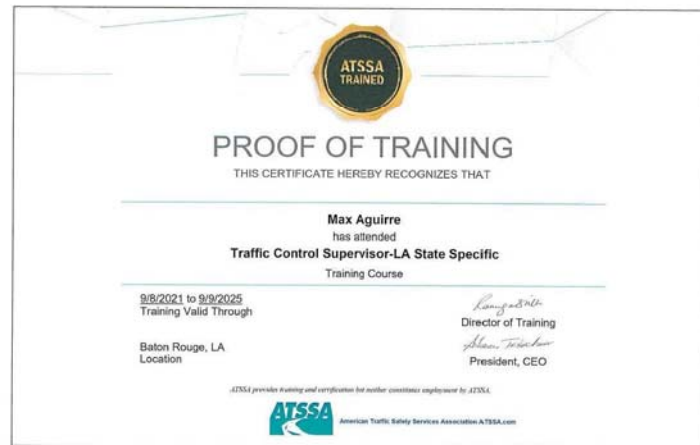 ATSSA
TRAINED
PROOF OF TRAINING
THIS CERTIFICATE HEREBY RECOGNIZES THAT
Max Aguirre
has attended
Traffic Control Supervisor-LA State Specific
Training Course
9/8/2021 to 9/9/2025
Training Valid Through
Director of Training
Baton Rouge, LA
Location
President, CEO
ATSSA provides training and certification but neither constitutes employment by ATSSA.
ATSSA
American Traffic Safety Services Association ATSSA.com